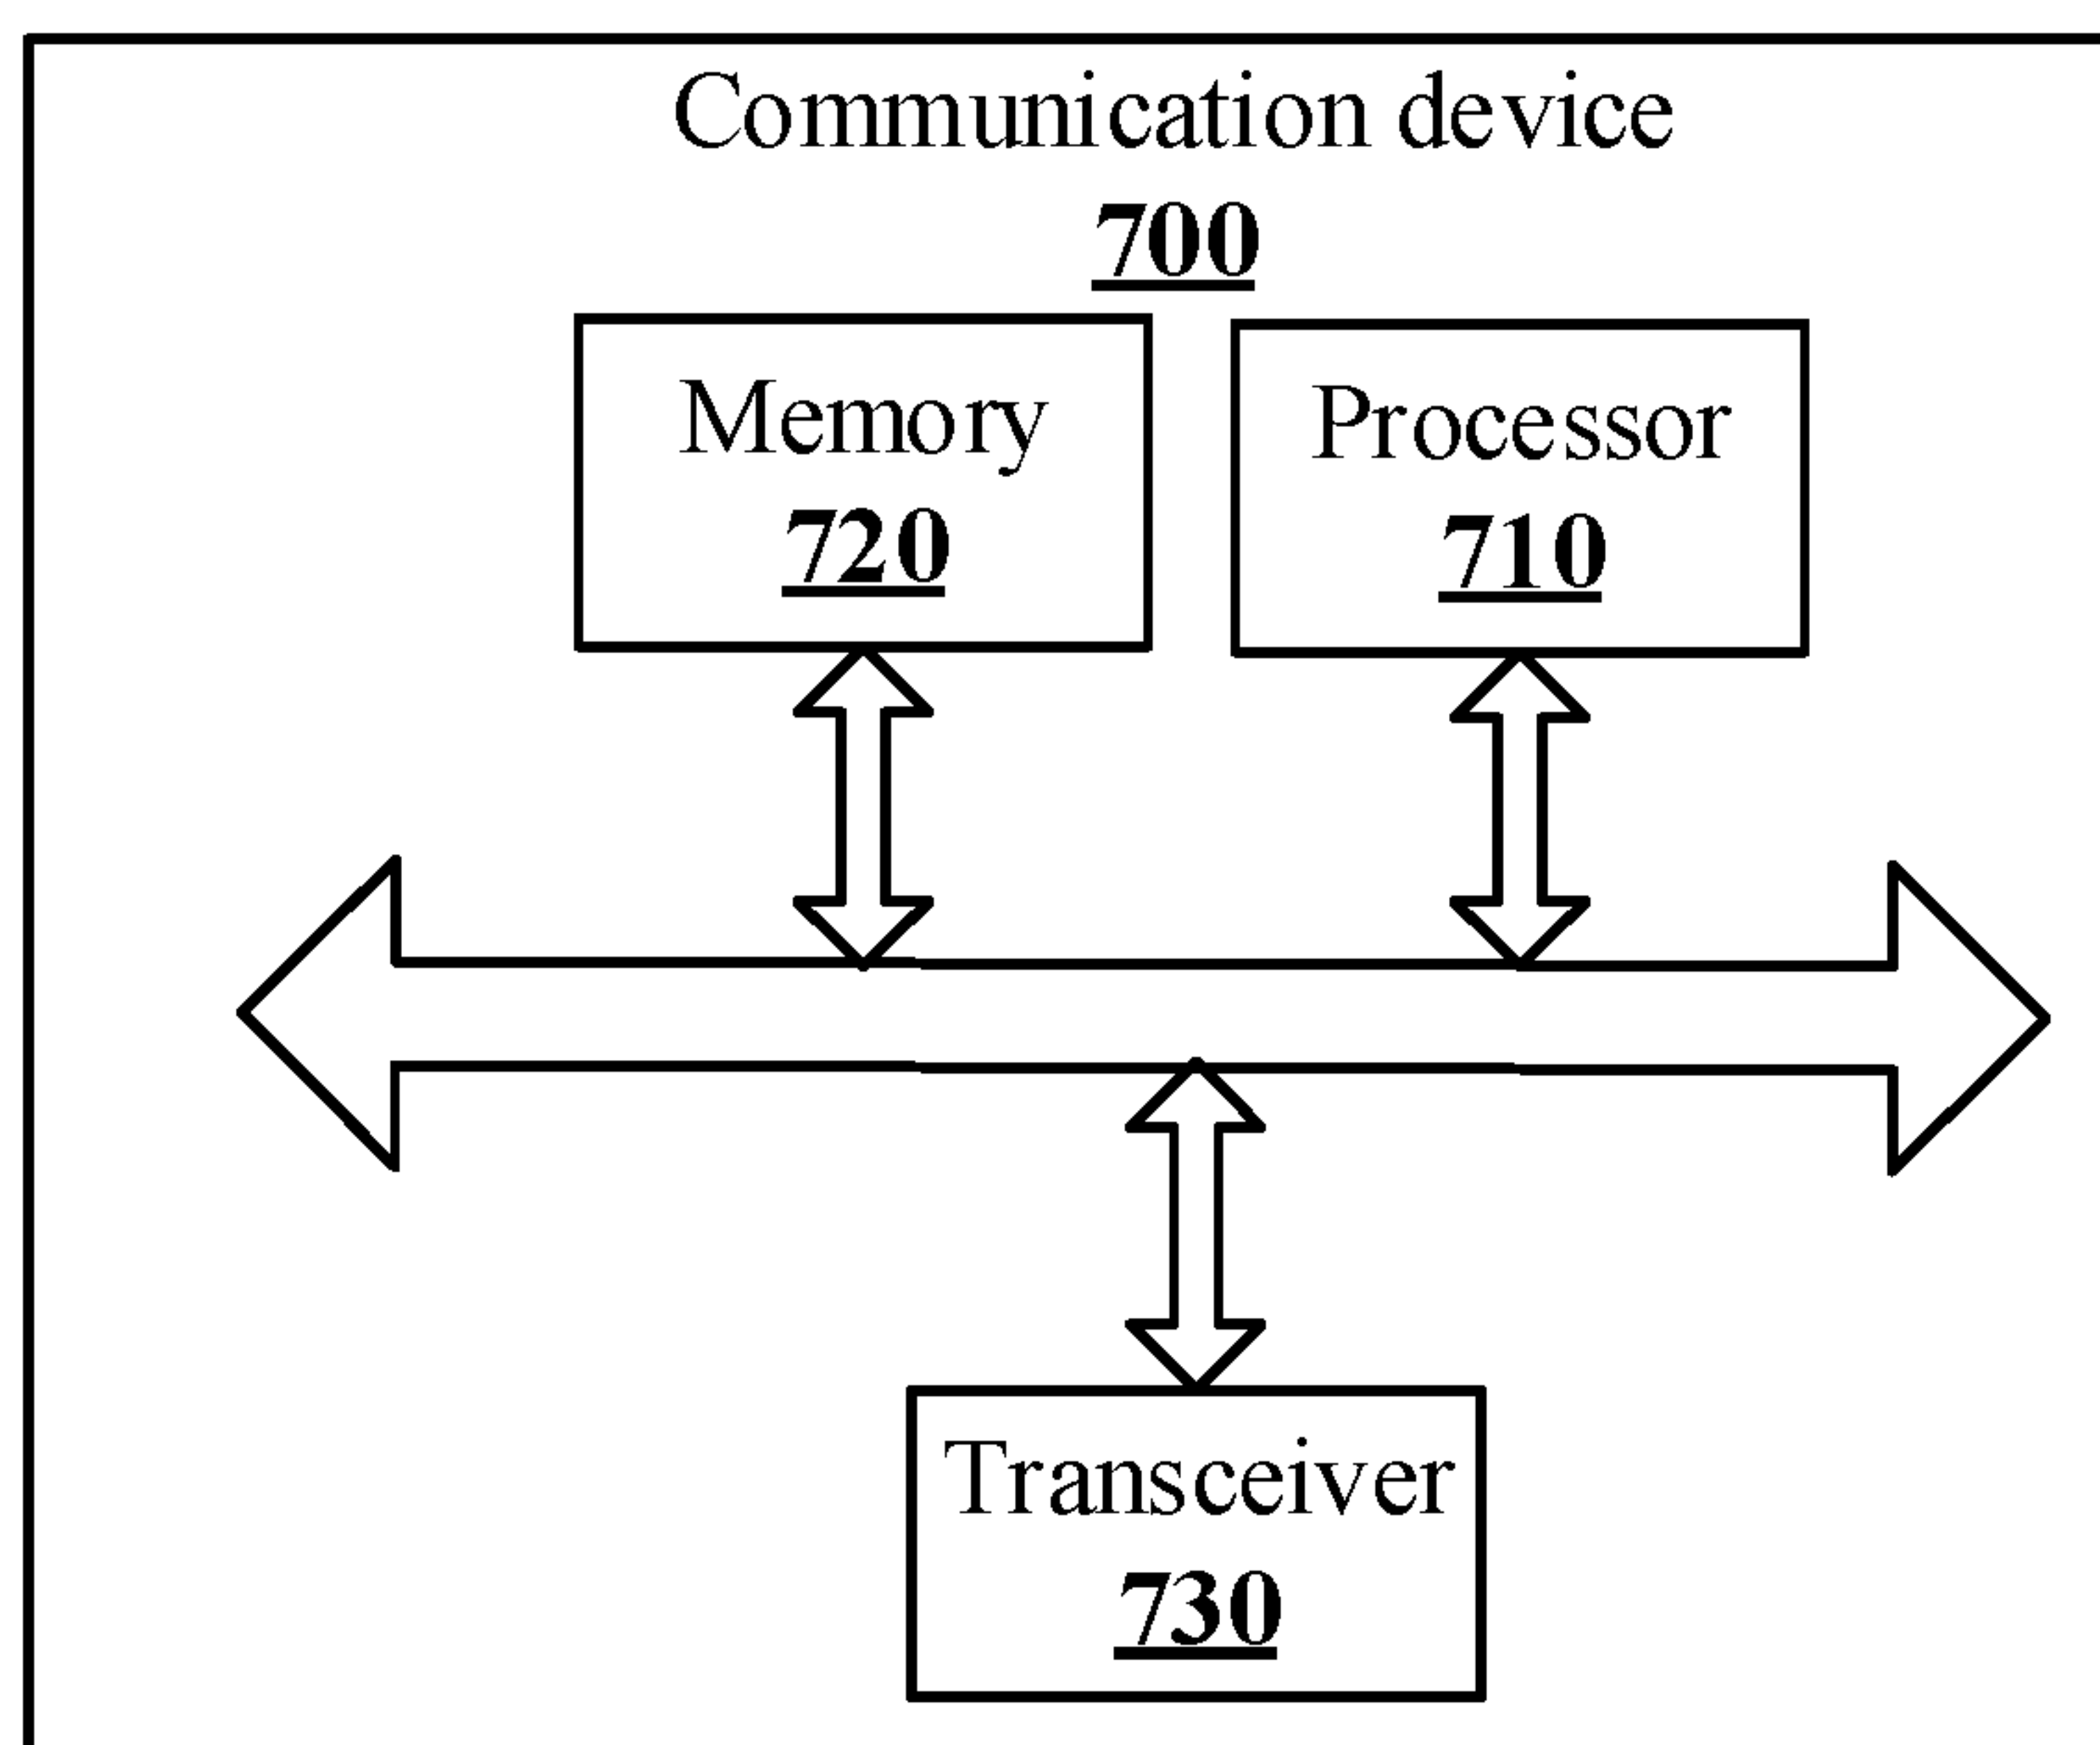 Communication device
700
Memory
720
Processor
710
Transceiver
730